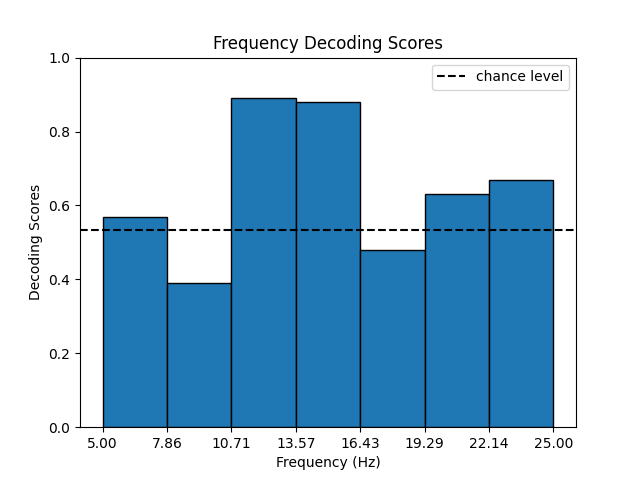 Frequency Decoding Scores
chance level
1.0
0.8
0.6
0.4
0.2
0.0
Decoding Scores
5.00 7.86 10.71 13.57 16.43 19.29 22.14 25.00
Frequency (Hz)